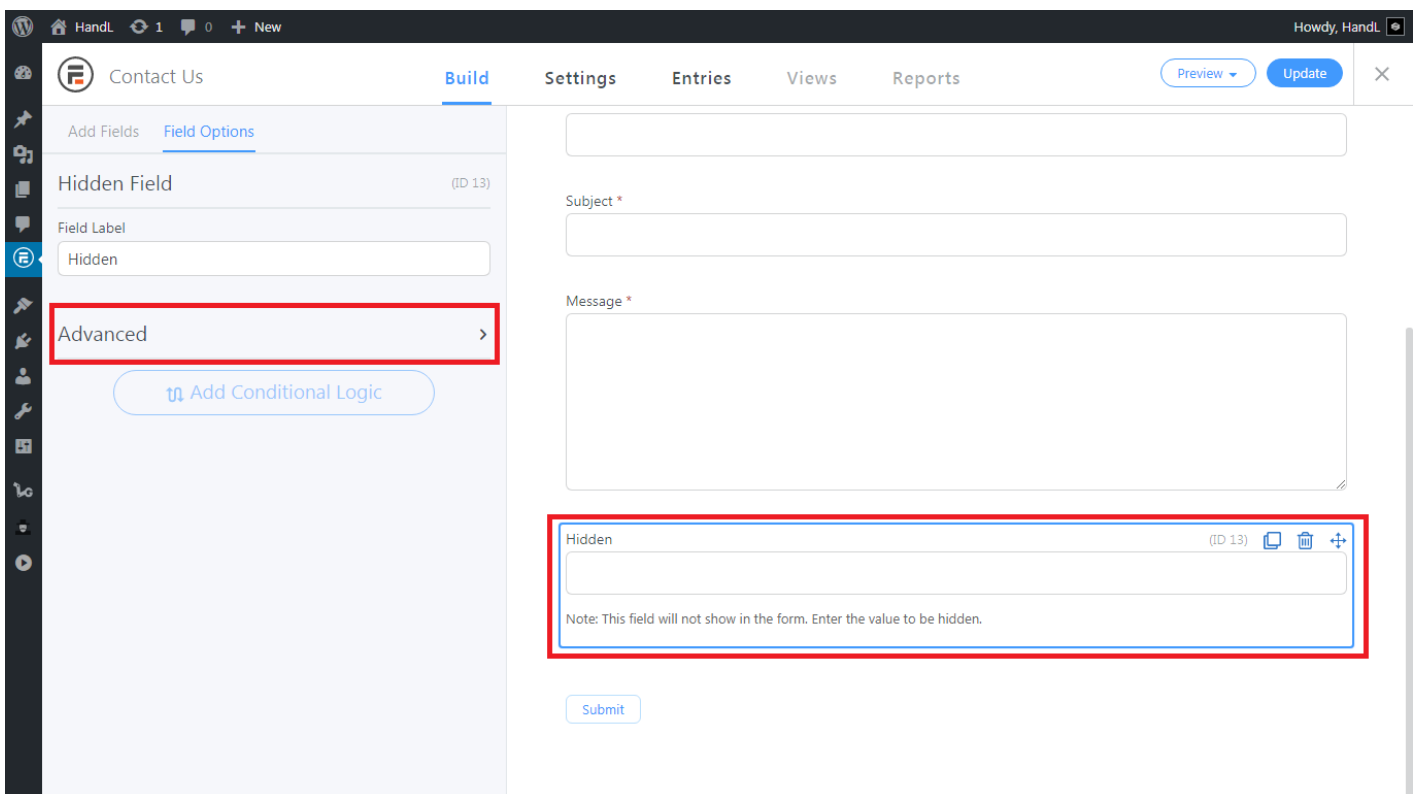 HandL 1 0 New Howdy, HandL
Contact Us Build Settings Entries Views Reports Preview Update
Add Fields Field Options
Hidden Field (ID 13)
Field Label
Hidden
Advanced
Add Conditional Logic
Subject *
Message *
Hidden (ID 13)
Note: This field will not show in the form. Enter the value to be hidden.
Submit